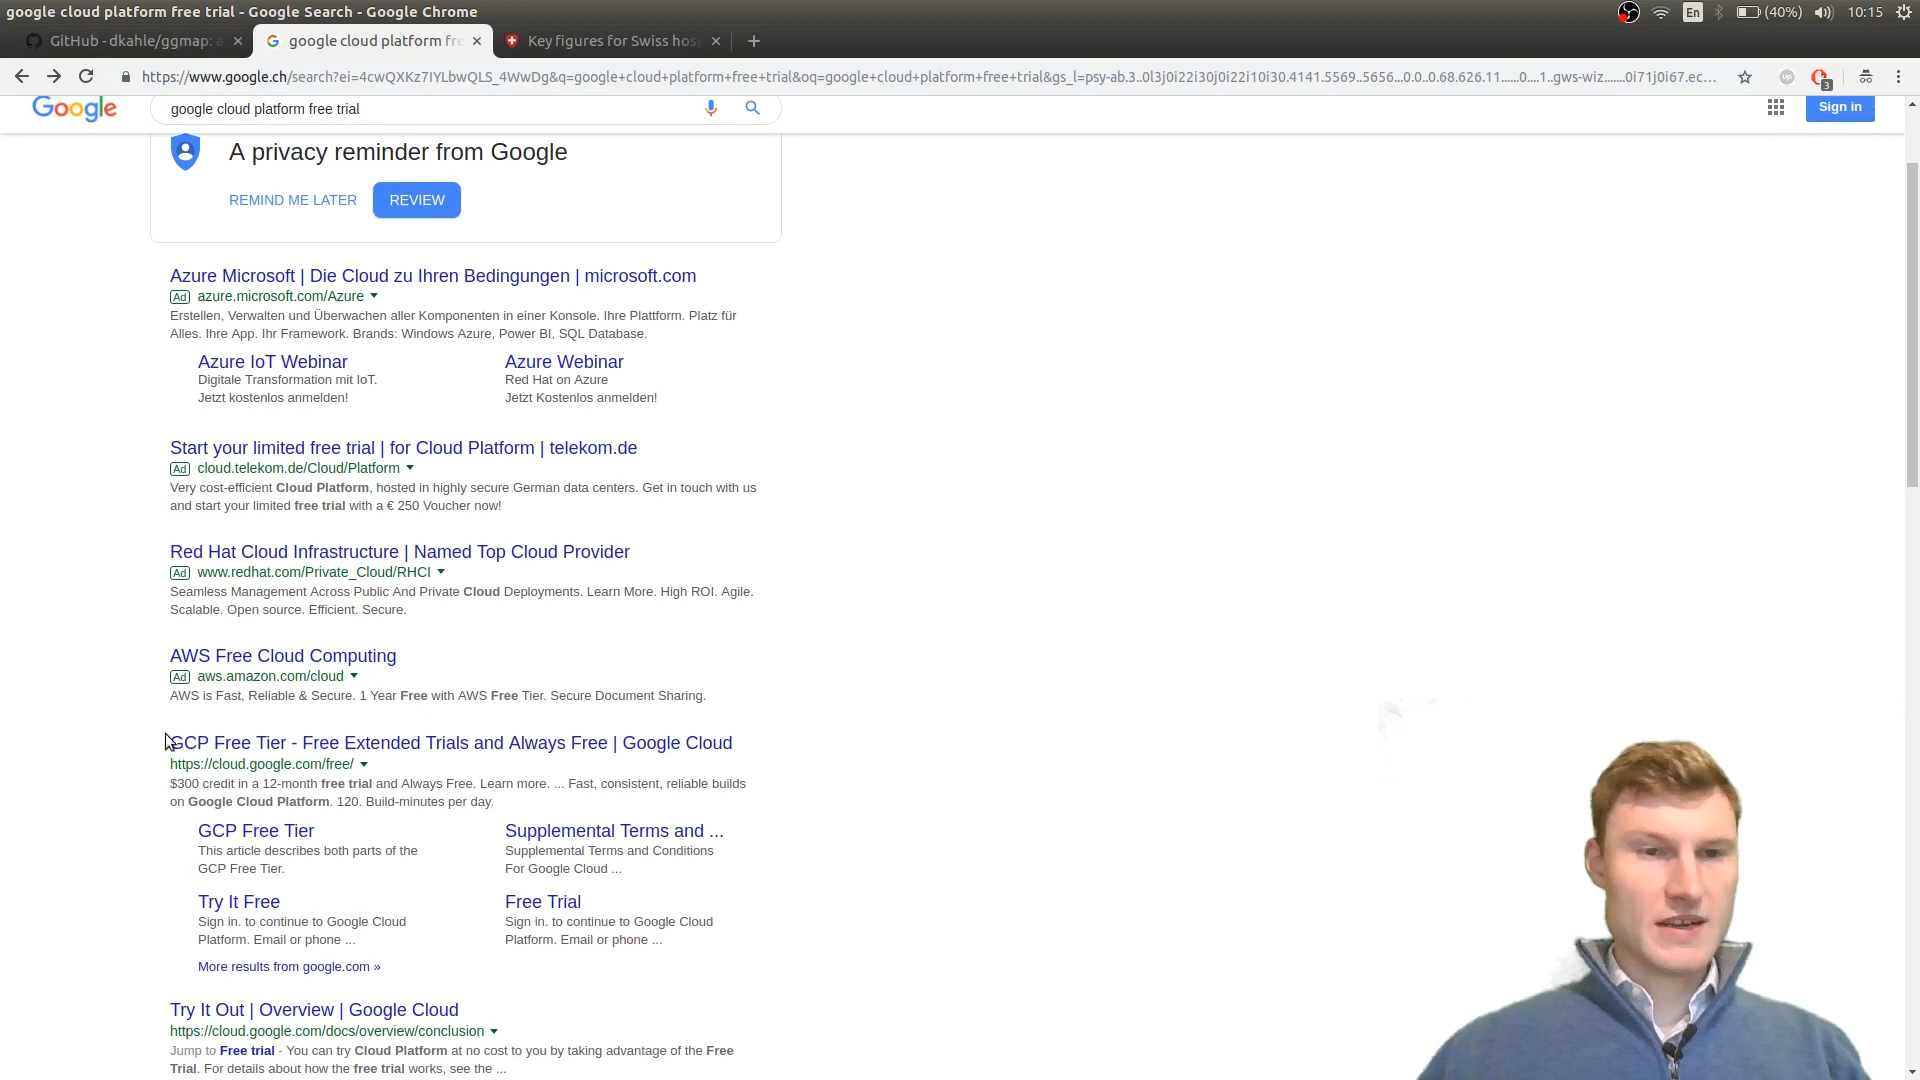 google cloud platform free trial - Google Search - Google Chrome
En
(40%)
10:15
GitHub - dkahle/ggmap: a
google cloud platform fre
Key figures for Swiss hosp
https://www.google.ch/search?ei=4cwQXKz7IYLbwQLS_4WwDg&q=google+cloud+platform+free+trial&oq=google+cloud+platform+free+trial&gs_l=psy-ab.3..0l3j0i22i30j0i22i10i30.4141.5569..5656...0.0..0.68.626.11......0....1..gws-wiz.......0i71j0i67.ec...
3
Google
google cloud platform free trial
Sign in
A privacy reminder from Google
REMIND ME LATER
REVIEW
Azure Microsoft | Die Cloud zu Ihren Bedingungen | microsoft.com
Ad azure.microsoft.com/Azure
Erstellen, Verwalten und Überwachen aller Komponenten in einer Konsole. Ihre Plattform. Platz für
Alles. Ihre App. Ihr Framework. Brands: Windows Azure, Power BI, SQL Database.
Azure IoT Webinar
Digitale Transformation mit IoT.
Jetzt kostenlos anmelden!
Azure Webinar
Red Hat on Azure
Jetzt Kostenlos anmelden!
Start your limited free trial | for Cloud Platform | telekom.de
Ad cloud.telekom.de/Cloud/Platform
Very cost-efficient Cloud Platform, hosted in highly secure German data centers. Get in touch with us
and start your limited free trial with a € 250 Voucher now!
Red Hat Cloud Infrastructure | Named Top Cloud Provider
Ad www.redhat.com/Private_Cloud/RHCI
Seamless Management Across Public And Private Cloud Deployments. Learn More. High ROI. Agile.
Scalable. Open source. Efficient. Secure.
AWS Free Cloud Computing
Ad aws.amazon.com/cloud
AWS is Fast, Reliable & Secure. 1 Year Free with AWS Free Tier. Secure Document Sharing.
GCP Free Tier - Free Extended Trials and Always Free | Google Cloud
https://cloud.google.com/free/
$300 credit in a 12-month free trial and Always Free. Learn more. ... Fast, consistent, reliable builds
on Google Cloud Platform. 120. Build-minutes per day.
GCP Free Tier
This article describes both parts of the
GCP Free Tier.
Supplemental Terms and ...
Supplemental Terms and Conditions
For Google Cloud ...
Try It Free
Sign in. to continue to Google Cloud
Platform. Email or phone ...
Free Trial
Sign in. to continue to Google Cloud
Platform. Email or phone ...
More results from google.com »
Try It Out | Overview | Google Cloud
https://cloud.google.com/docs/overview/conclusion
Jump to Free trial - You can try Cloud Platform at no cost to you by taking advantage of the Free
Trial. For details about how the free trial works, see the ...